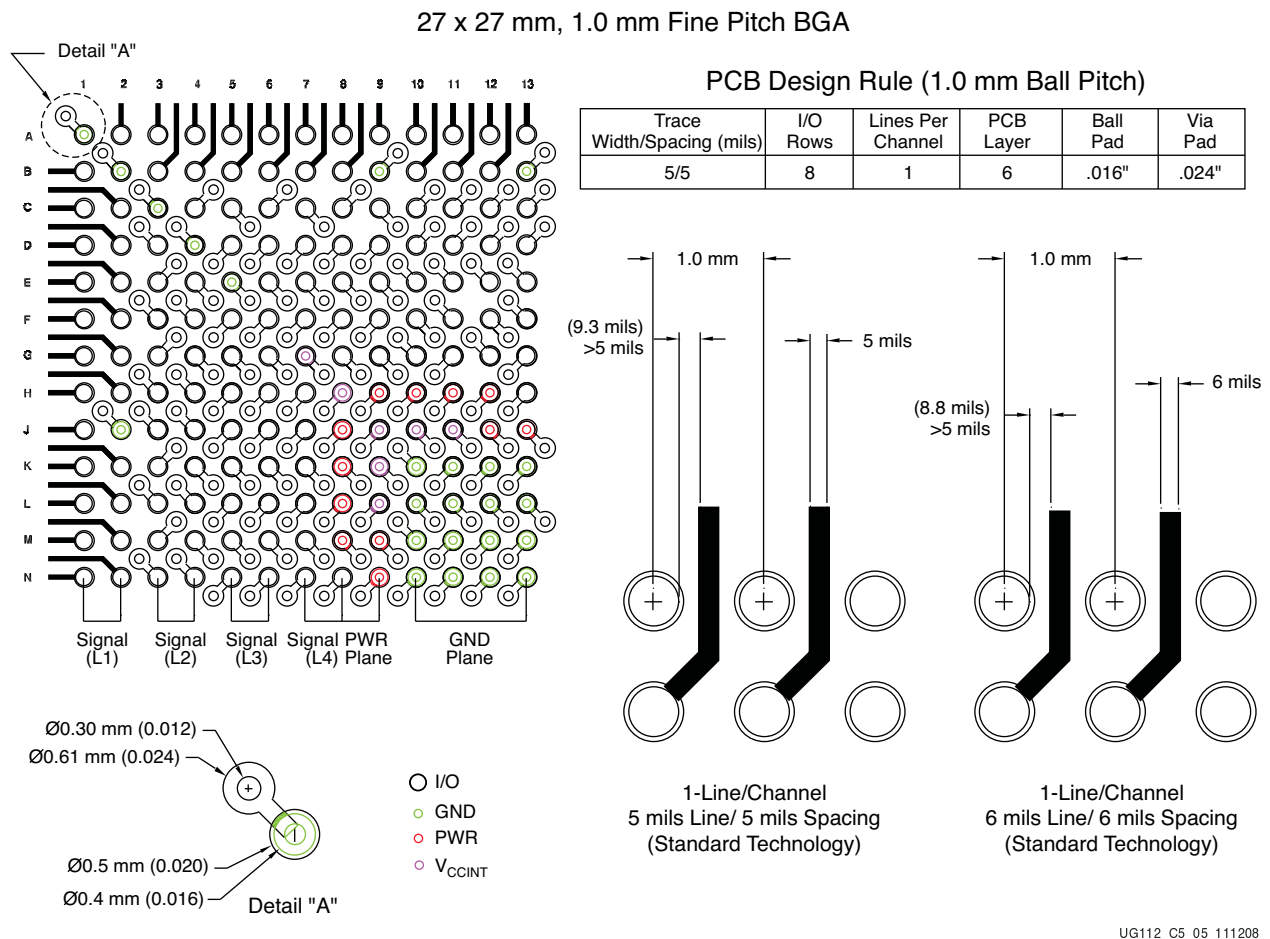 27 x 27 mm, 1.0 mm Fine Pitch BGA
Detail "A"
1 2 3 4 5 6 7 8 9 10 11 12 13
A
B
C
D
E
F
G
H
J
K
L
M
N
Signal (L1)
Signal (L2)
Signal (L3)
Signal (L4)
PWR Plane
GND Plane
PCB Design Rule (1.0 mm Ball Pitch)
Trace Width/Spacing (mils) I/O Rows Lines Per Channel PCB Layer Ball Pad Via Pad
5/5 8 1 6 .016" .024"
1.0 mm
(9.3 mils)
>5 mils
5 mils
1.0 mm
(8.8 mils)
>5 mils
6 mils
1-Line/Channel
5 mils Line/ 5 mils Spacing
(Standard Technology)
1-Line/Channel
6 mils Line/ 6 mils Spacing
(Standard Technology)
Ø0.30 mm (0.012)
Ø0.61 mm (0.024)
Ø0.5 mm (0.020)
Ø0.4 mm (0.016)
Detail "A"
I/O
GND
PWR
VCCINT
UG112_C5_05_111208